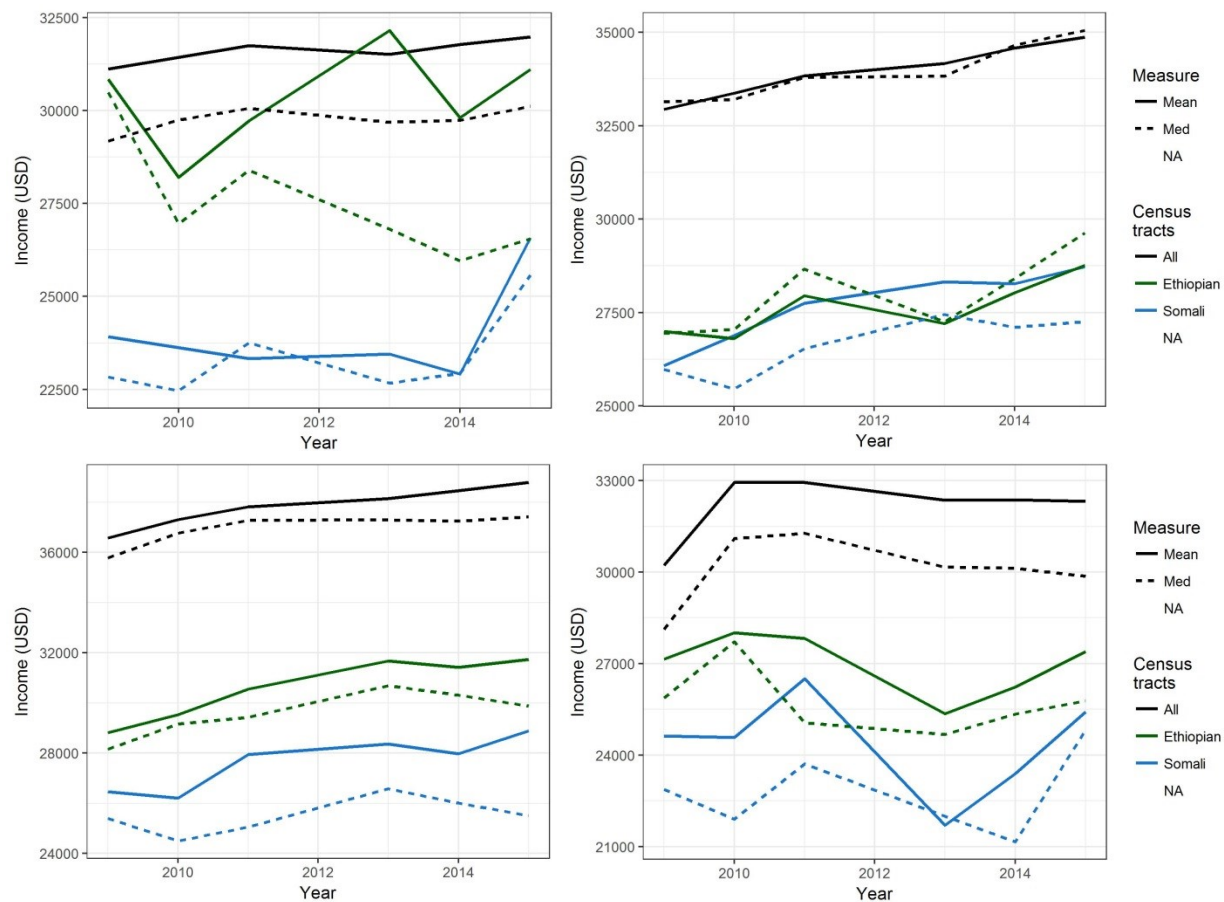 32500
30000
27500
25000
22500
Income (USD)
2010
2012
2014
Year
35000
32500
30000
27500
25000
Income (USD)
2010
2012
2014
Year
Measure
Mean
Med
NA
Census
tracts
All
Ethiopian
Somali
NA
36000
32000
28000
24000
Income (USD)
2010
2012
2014
Year
33000
30000
27000
24000
21000
Income (USD)
2010
2012
2014
Year
Measure
Mean
Med
NA
Census
tracts
All
Ethiopian
Somali
NA